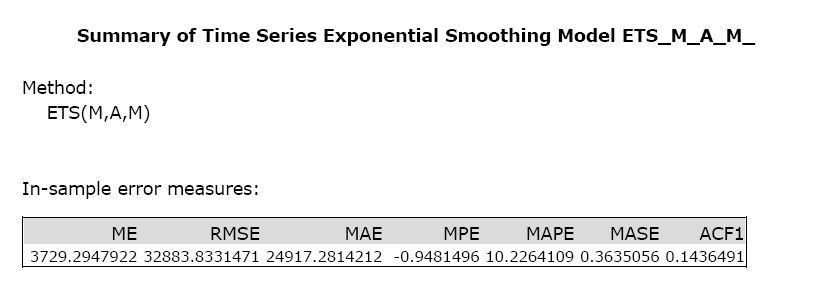 Summary of Time Series Exponential Smoothing Model ETS_M_A_M_
Method:
ETS(M,A,M)
In-sample error measures:
ME RMSE MAE MPE MAPE MASE ACF1
3729.2947922 32883.8331471 24917.2814212 -0.9481496 10.2264109 0.3635056 0.1436491